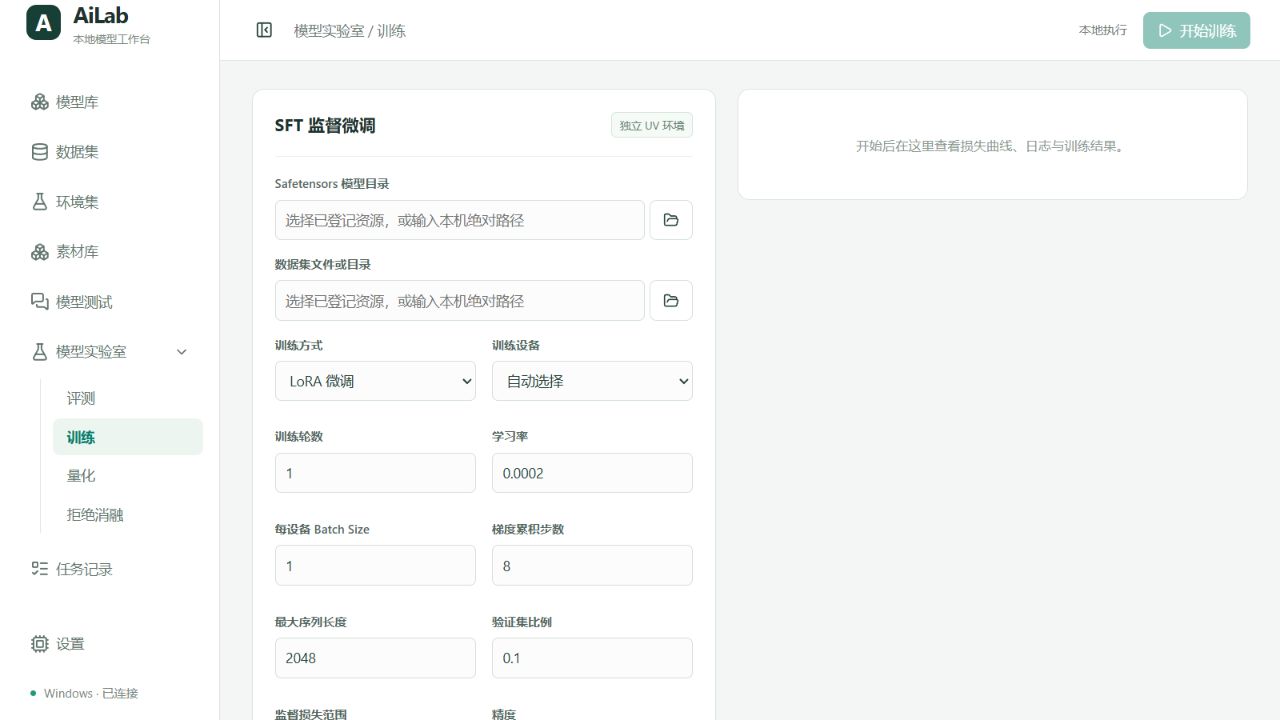 A AiLab
本地模型工作台
模型库
数据集
环境集
素材库
模型测试
模型实验室
评测
训练
量化
拒绝消融
任务记录
设置
Windows · 已连接
模型实验室 / 训练
本地执行
开始训练
SFT 监督微调
独立 UV 环境
Safetensors 模型目录
选择已登记资源，或输入本机绝对路径
数据集文件或目录
选择已登记资源，或输入本机绝对路径
训练方式 训练设备
LoRA 微调 自动选择
训练轮数 学习率
1 0.0002
每设备 Batch Size 梯度累积步数
1 8
最大序列长度 验证集比例
2048 0.1
监督损失范围 精度
开始后在这里查看损失曲线、日志与训练结果。